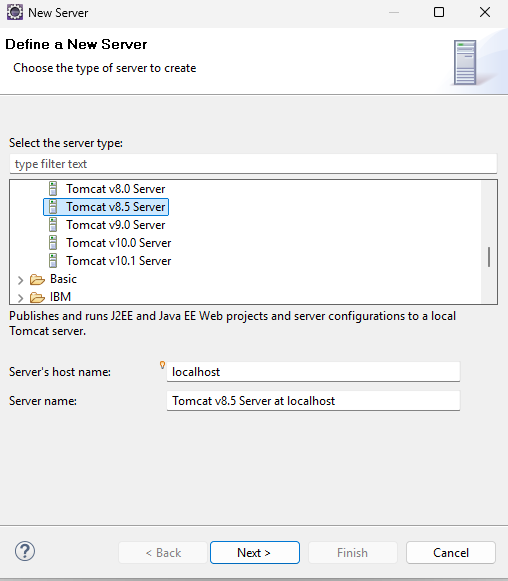 New Server
Define a New Server
Choose the type of server to create
Select the server type:
type filter text
Tomcat v8.0 Server
Tomcat v8.5 Server
Tomcat v9.0 Server
Tomcat v10.0 Server
Tomcat v10.1 Server
Basic
IBM
Publishes and runs J2EE and Java EE Web projects and server configurations to a local
Tomcat server.
Server's host name: localhost
Server name: Tomcat v8.5 Server at localhost
? < Back Next > Finish Cancel